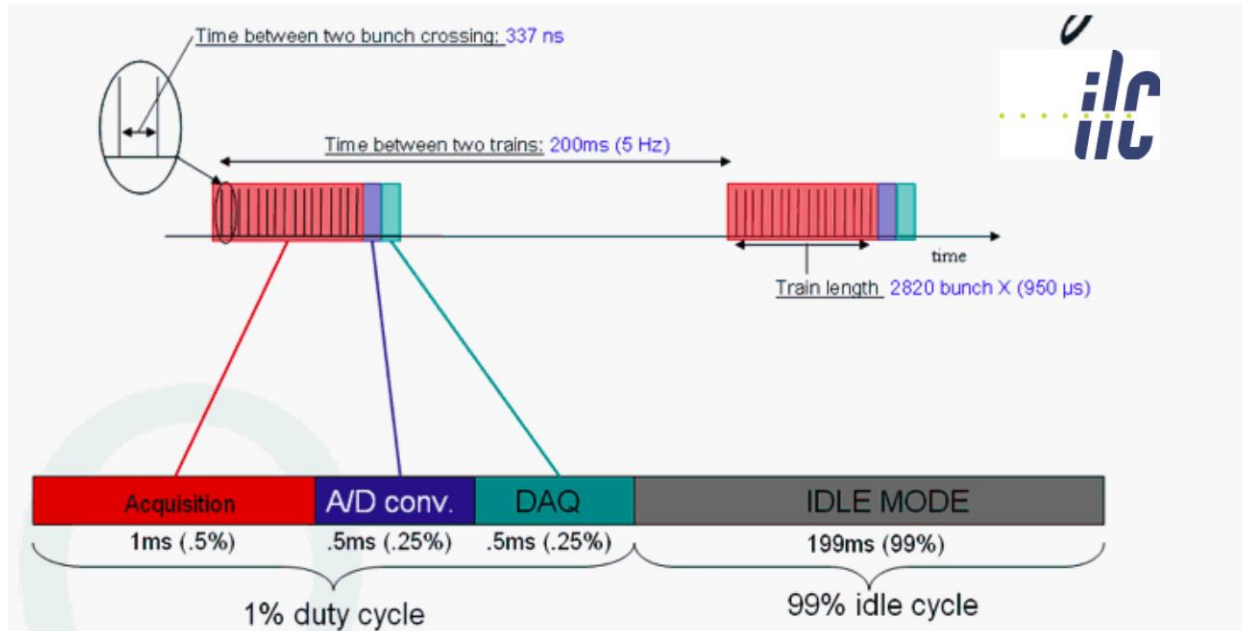 Time between two bunch crossing: 337 ns
ilc
Time between two trains: 200ms (5 Hz)
time
Train length 2820 bunch X (950 µs)
Acquisition A/D conv. DAQ IDLE MODE
1ms (.5%) .5ms (.25%) .5ms (.25%) 199ms (99%)
1% duty cycle 99% idle cycle